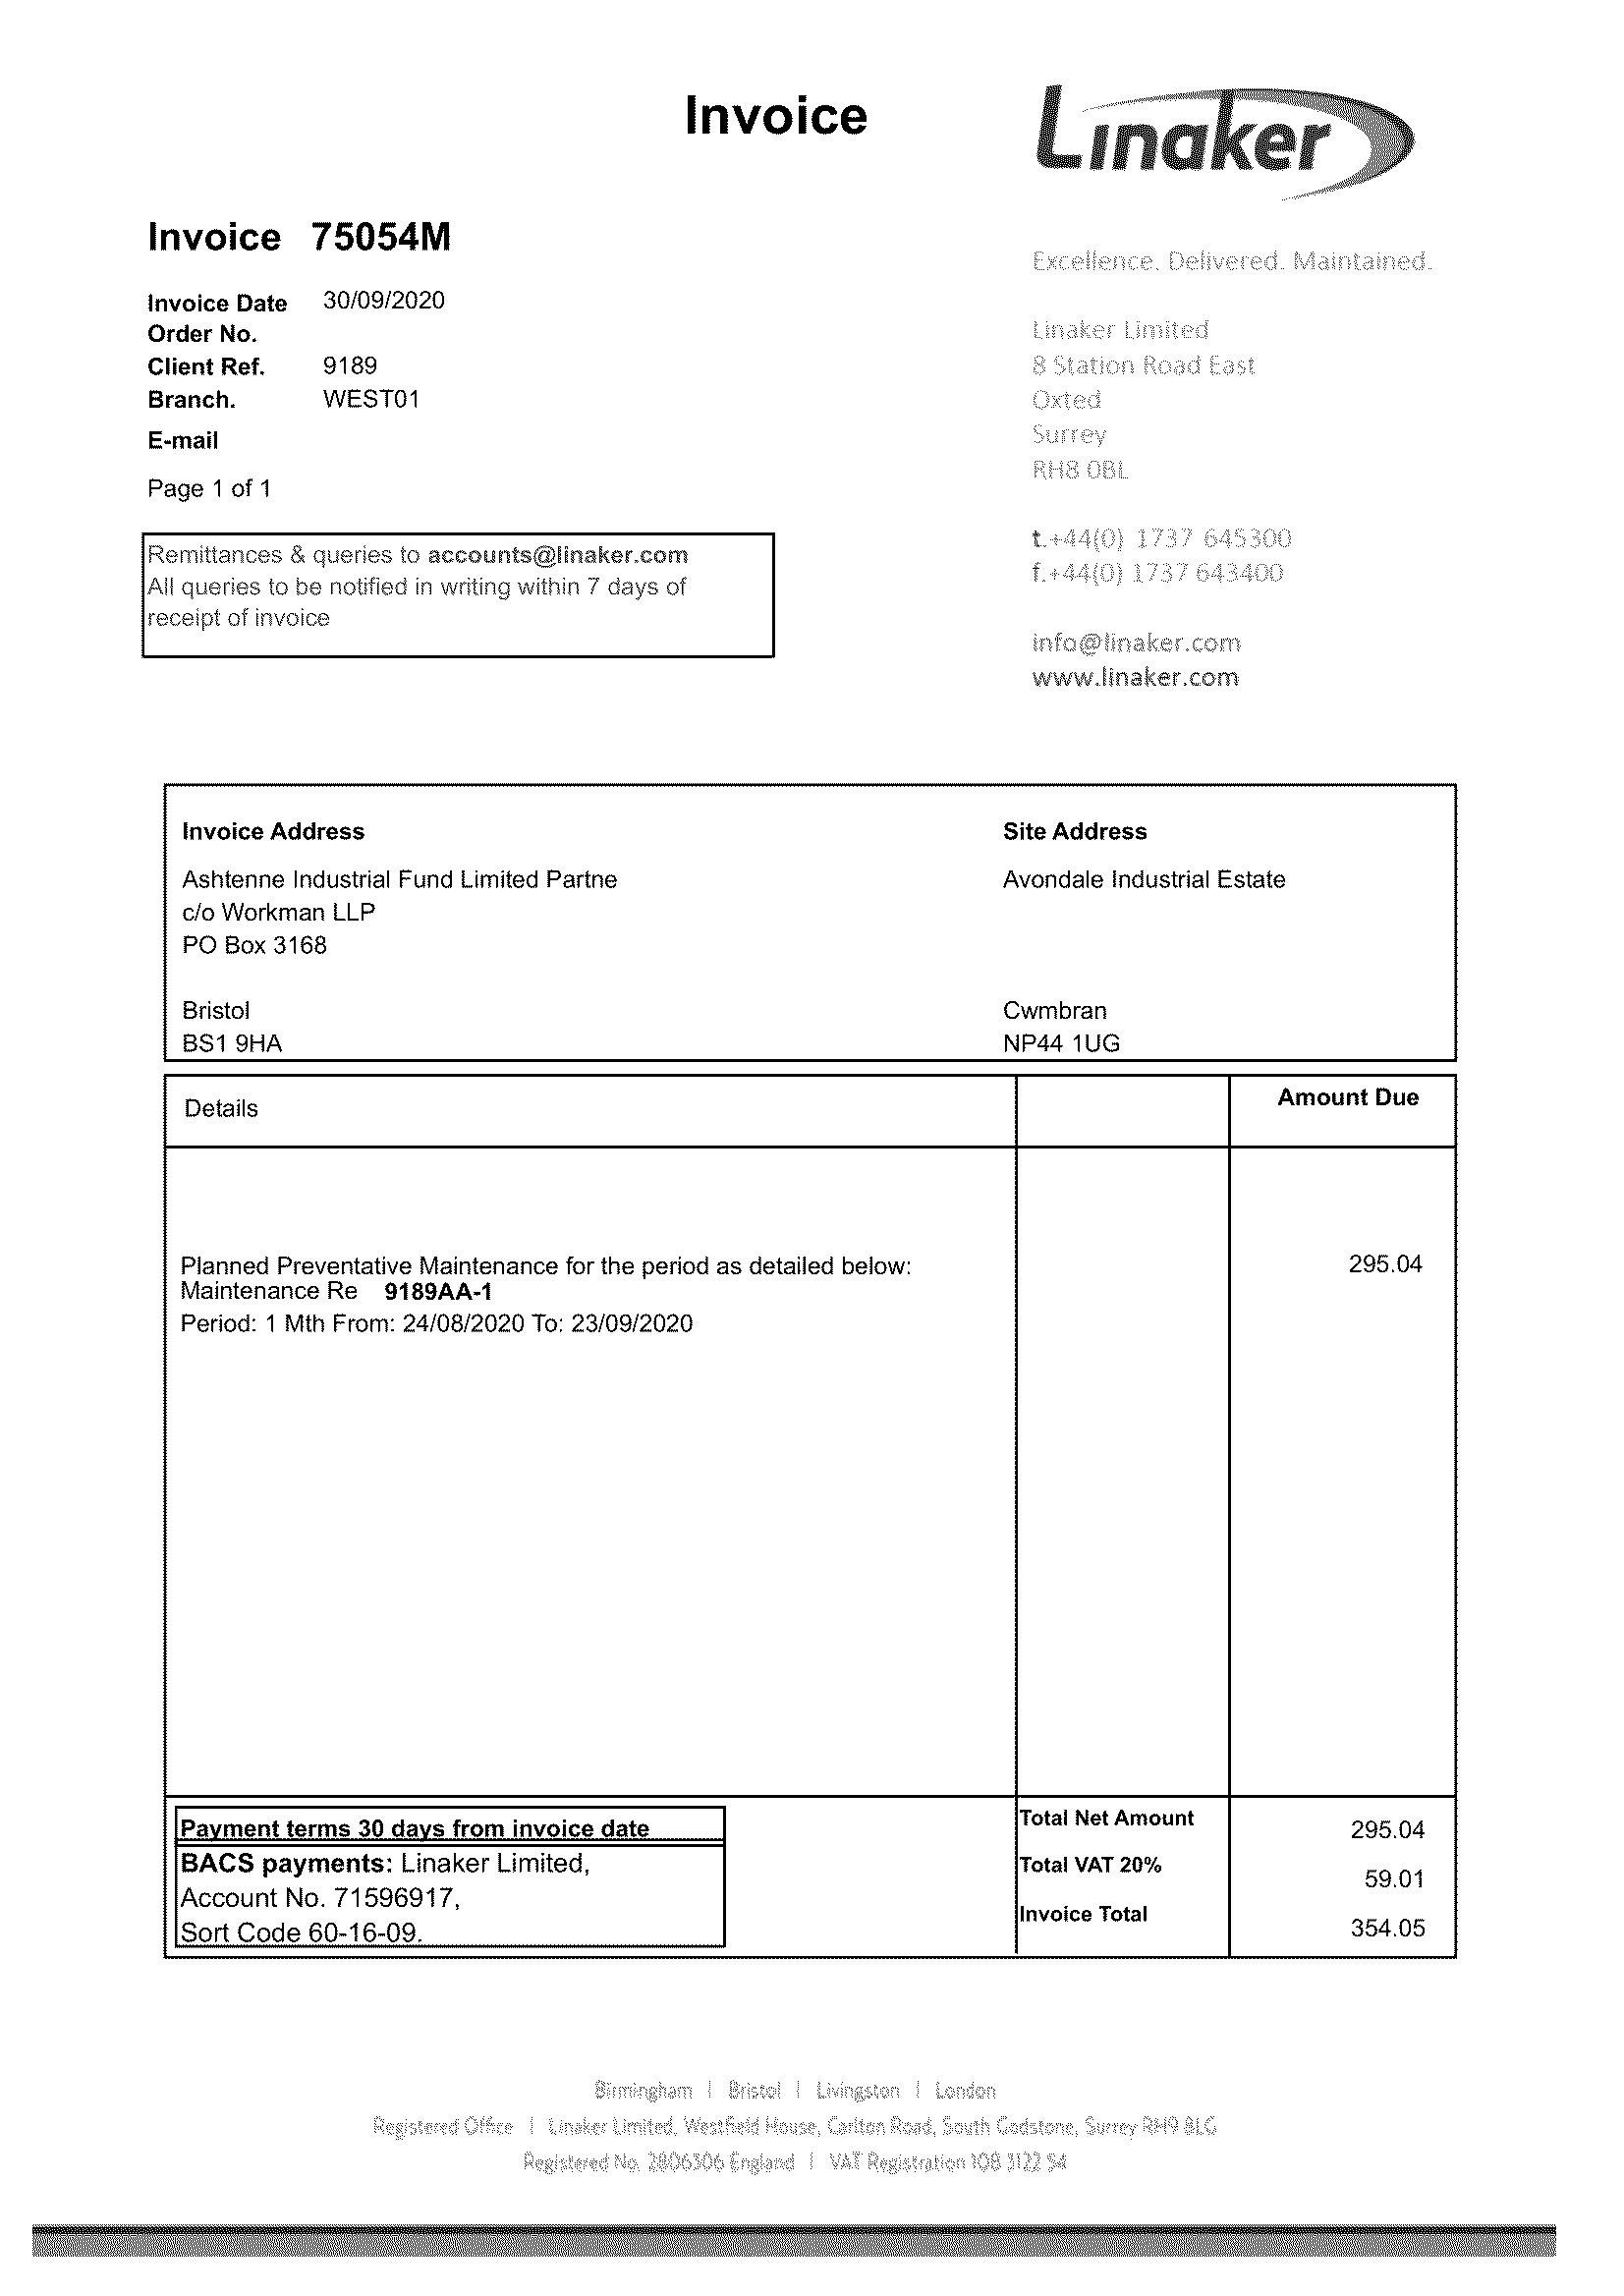 Invoice
Linaker
Invoice 75054M
Excellence. Delivered. Maintained.
Invoice Date 30/09/2020
Order No.
Client Ref. 9189
Branch. WEST01
E-mail
Page 1 of 1
Linaker Limited
8 Station Road East
Oxted
Surrey
RH8 0BL
t.+44(0) 1737 645300
f.+44(0) 1737 643400
info@linaker.com
www.linaker.com
Remittances & queries to accounts@linaker.com
All queries to be notified in writing within 7 days of
receipt of invoice
Invoice Address
Ashtenne Industrial Fund Limited Partne
c/o Workman LLP
PO Box 3168
Bristol
BS1 9HA
Site Address
Avondale Industrial Estate
Cwmbran
NP44 1UG
Details
Amount Due
Planned Preventative Maintenance for the period as detailed below: 295.04
Maintenance Re 9189AA-1
Period: 1 Mth From: 24/08/2020 To: 23/09/2020
Payment terms 30 days from invoice date
BACS payments: Linaker Limited,
Account No. 71596917,
Sort Code 60-16-09.
Total Net Amount 295.04
Total VAT 20% 59.01
Invoice Total 354.05
Birmingham | Bristol | Livingston | London
Registered Office | Linaker Limited, Westfield House, Carlton Road, South Godstone, Surrey RH9 8LG
Registered No. 2806306 England | VAT Registration 108 3122 54